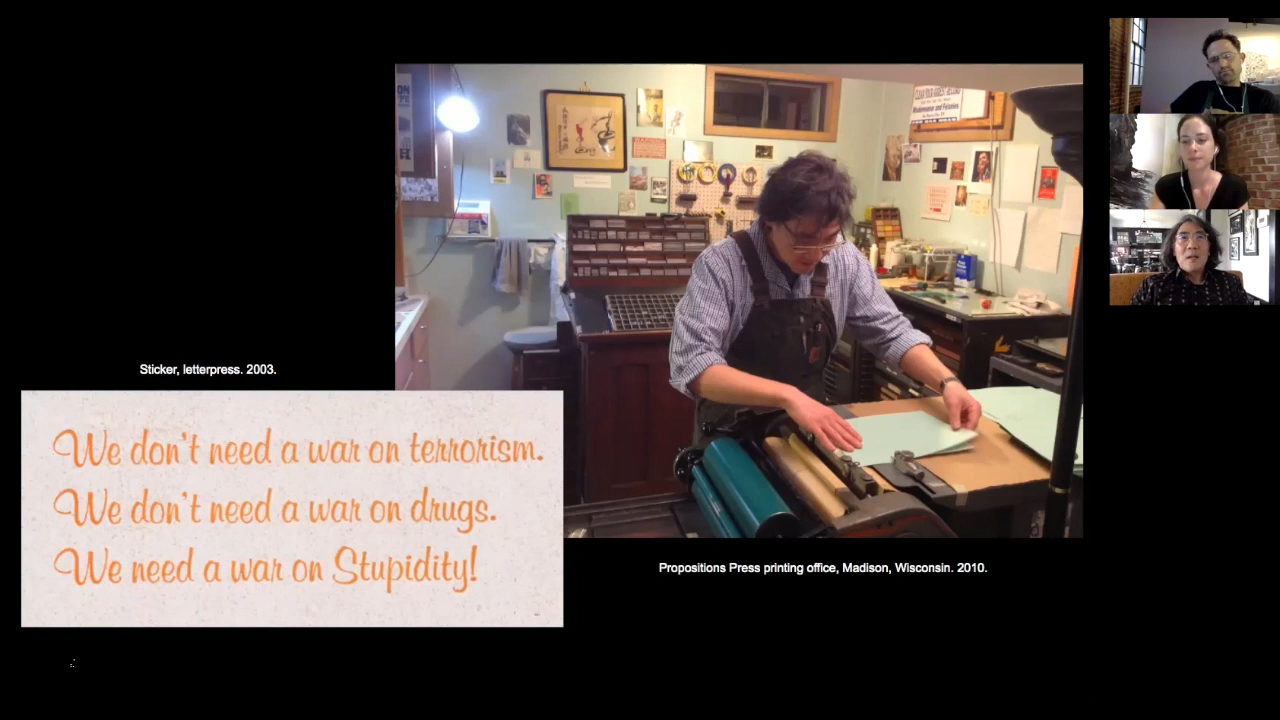 Sticker, letterpress. 2003.
We don't need a war on terrorism.
We don't need a war on drugs.
We need a war on Stupidity!
Propositions Press printing office, Madison, Wisconsin. 2010.